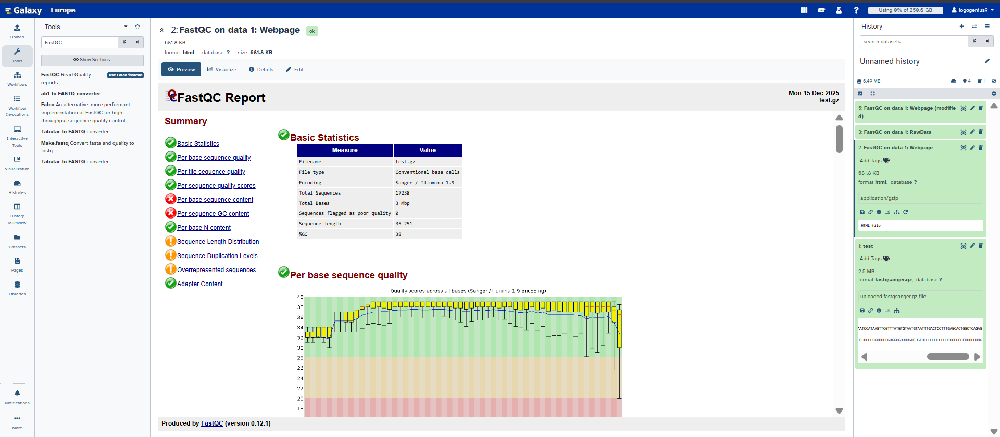 Galaxy Europe
Using 0% of 250.0 GB
logogenius9
Upload
Tools
Workflows
Workflow
Invocations
Interactive
Tools
Visualization
Histories
History
Multiview
Datasets
Pages
Libraries
Notifications
More
Tools
FastQC
Show Sections
FastQC Read Quality
reports
use Falco instead
ab1 to FASTQ converter
Falco An alternative, more performant
implementation of FastQC for high
throughput sequence quality control
Tabular to FASTQ converter
Make.fastq Convert fasta and quality to
fastq
Tabular to FASTQ converter
2: FastQC on data 1: Webpage ok
681.8 KB
format html database ? size 681.8 KB
Preview Visualize Details Edit
FastQC Report
Mon 15 Dec 2025
test.gz
Summary
Basic Statistics
Per base sequence quality
Per tile sequence quality
Per sequence quality scores
Per base sequence content
Per sequence GC content
Per base N content
Sequence Length Distribution
Sequence Duplication Levels
Overrepresented sequences
Adapter Content
Basic Statistics
Measure Value
Filename test.gz
File type Conventional base calls
Encoding Sanger / Illumina 1.9
Total Sequences 17238
Total Bases 3 Mbp
Sequences flagged as poor quality 0
Sequence length 35-251
%GC 38
Per base sequence quality
Quality scores across all bases (Sanger / Illumina 1.9 encoding)
40
38
36
34
32
30
28
26
24
22
20
18
Produced by FastQC (version 0.12.1)
History
search datasets
Unnamed history
6.49 MB
4
1
5: FastQC on data 1: Webpage (modifie
d)
3: FastQC on data 1: RawData
2: FastQC on data 1: Webpage
Add Tags
681.8 KB
format html, database ?
application/gzip
HTML file
1: test
Add Tags
2.5 MB
format fastqsanger.gz, database ?
uploaded fastqsanger.gz file